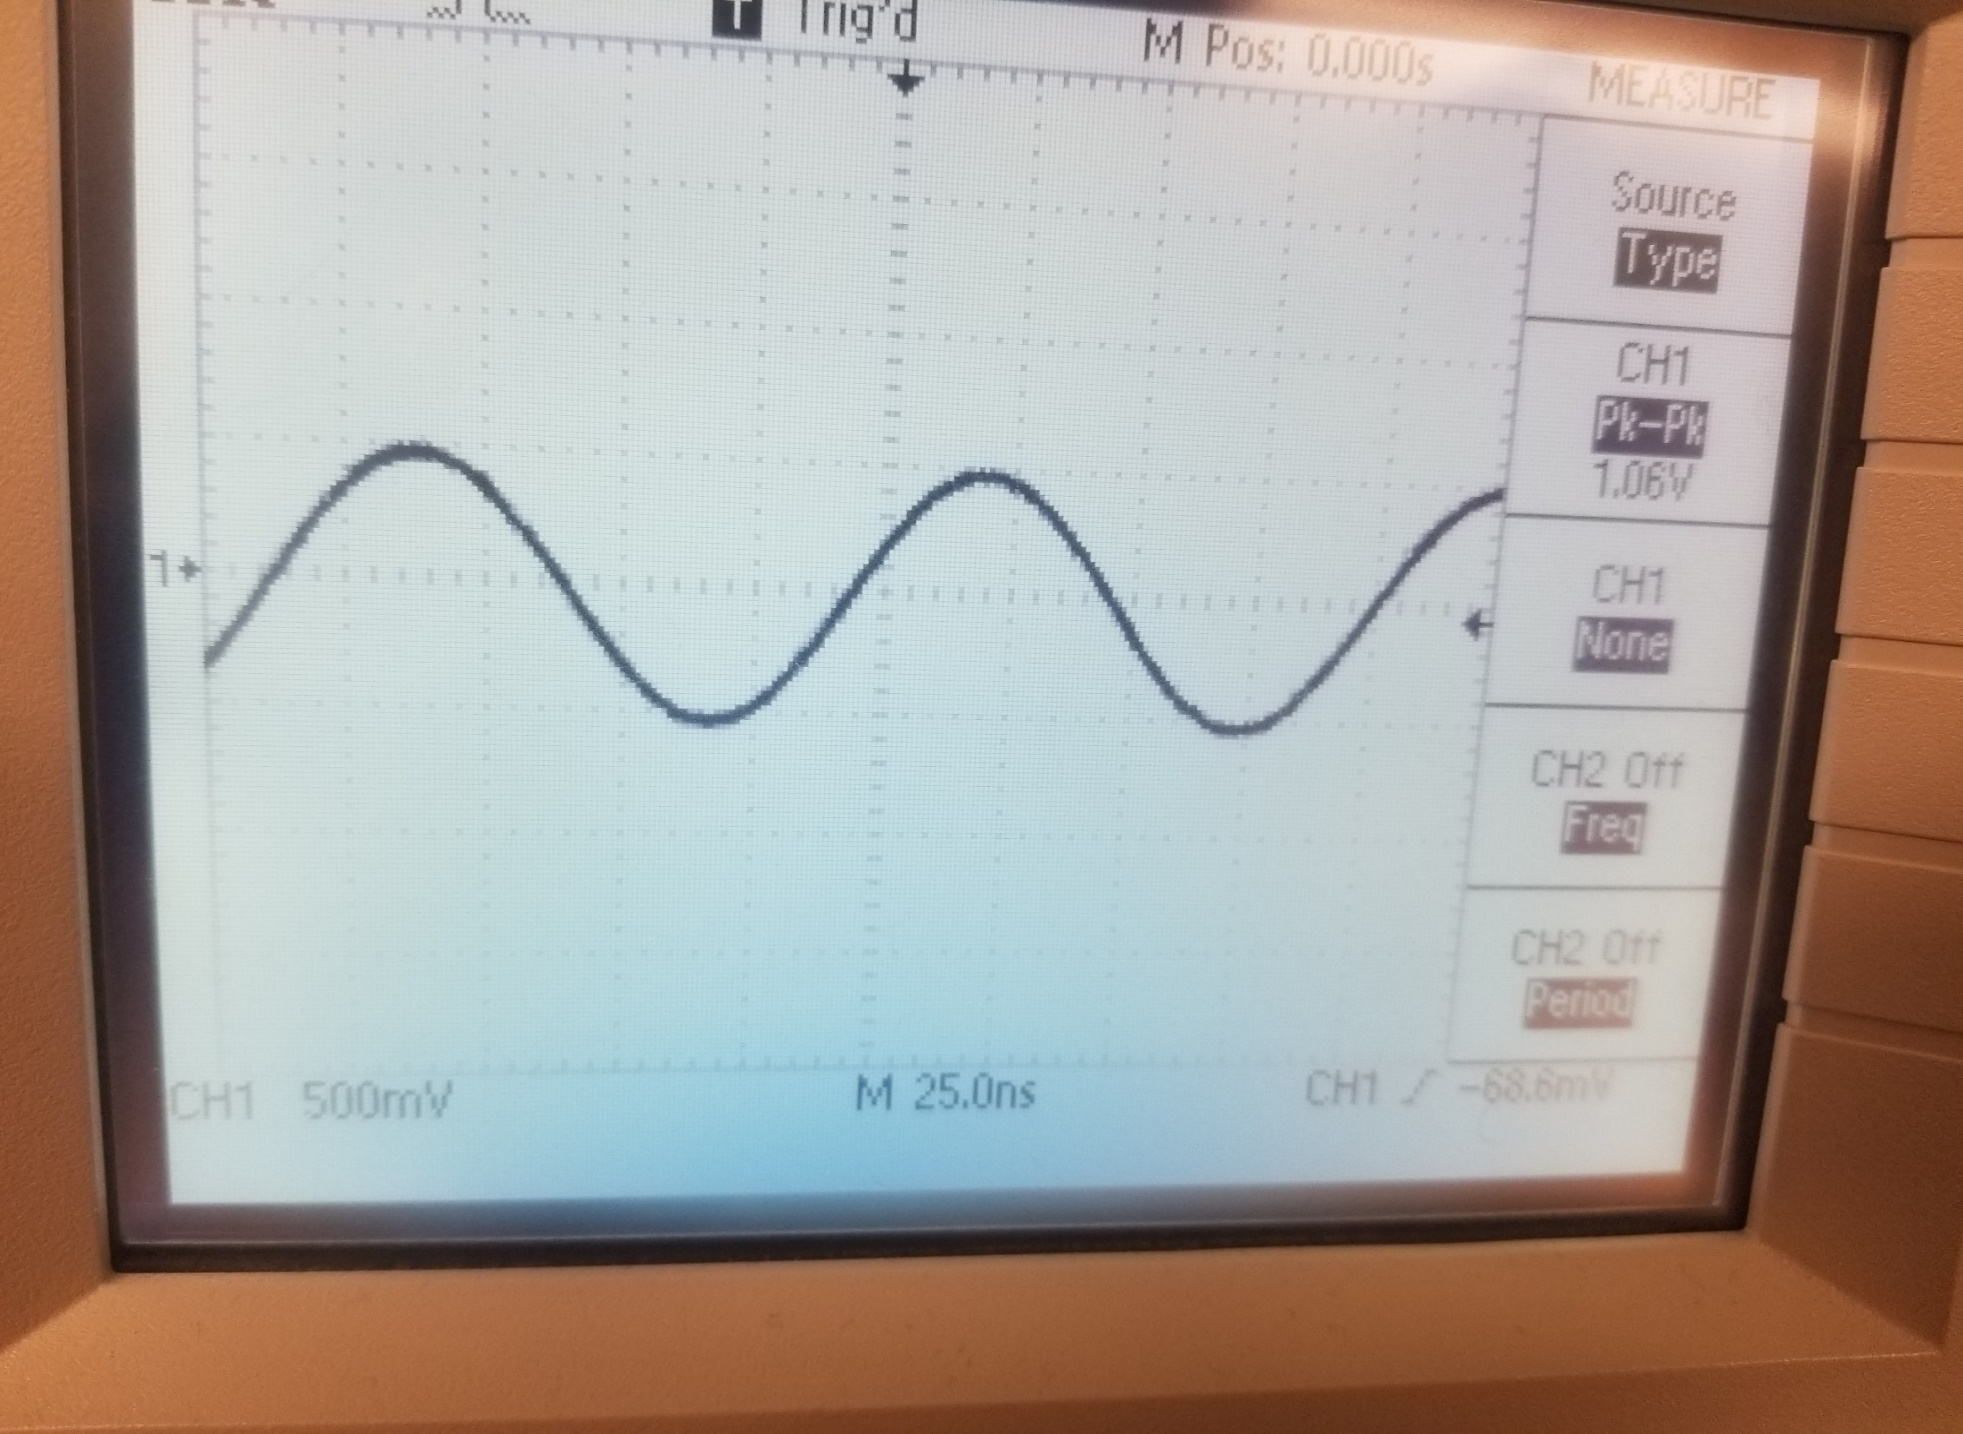 T Trig'd M Pos: 0.000s MEASURE
Source
Type
CH1
Pk-Pk
1.06V
1
CH1
None
CH2 Off
Freq
CH2 Off
Period
CH1 500mV M 25.0ns CH1 -68.6mV